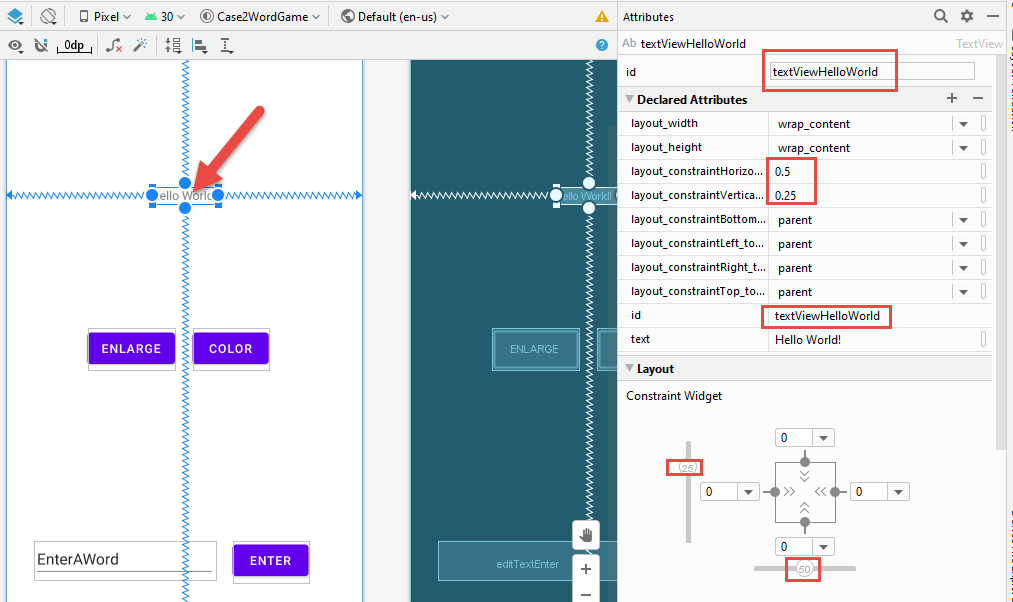 Pixel 30 Case2WordGame Default (en-us)
0dp ?
ello World
ENLARGE COLOR
EnterAWord ENTER
ello World!
ENLARGE
editTextEnter
+
−
Attributes
Ab textViewHelloWorld TextView
id textViewHelloWorld
Declared Attributes + −
layout_width wrap_content
layout_height wrap_content
layout_constraintHorizo... 0.5
layout_constraintVertica... 0.25
layout_constraintBottom... parent
layout_constraintLeft_to... parent
layout_constraintRight_t... parent
layout_constraintTop_to... parent
id textViewHelloWorld
text Hello World!
Layout
Constraint Widget
0
25
0 0
0
50